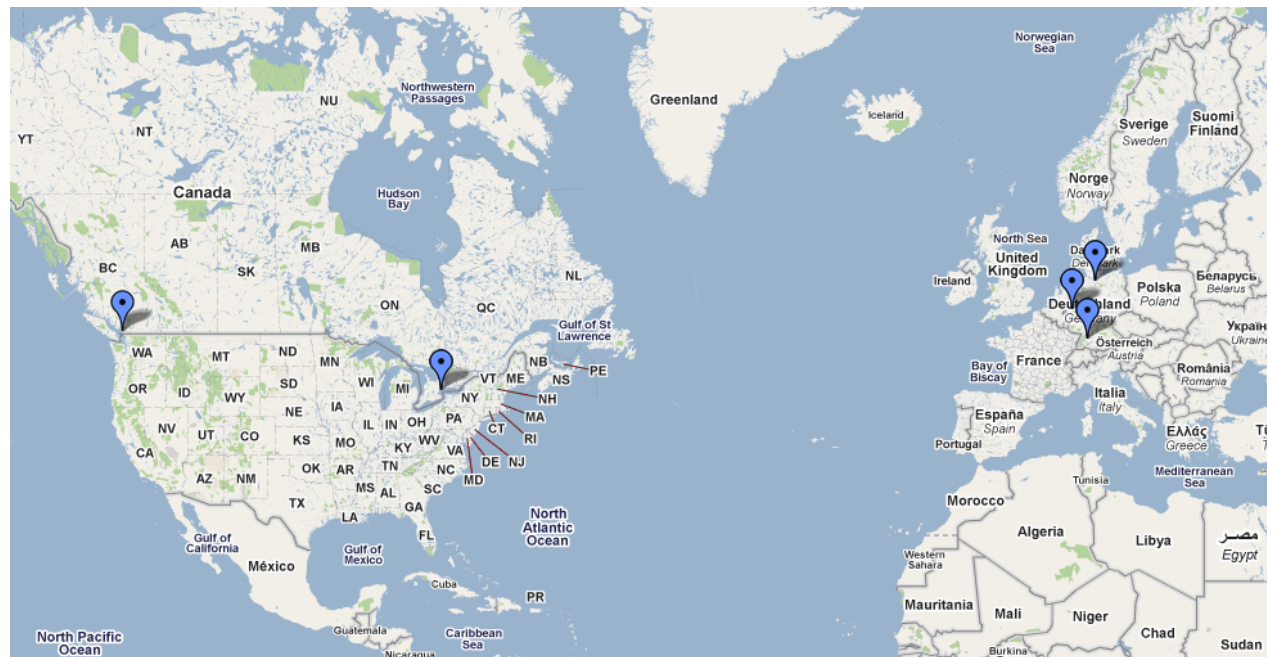 Norwegian
Sea
Greenland
Northwestern
Passages
NU
Iceland
NT
YT
Sverige
Sweden
Suomi
Finland
Norge
Norway
Canada
Hudson
Bay
North Sea
United
Kingdom
Ireland
AB
MB
BC
SK
NL
ON
QC
Deutschland
Germany
Polska
Poland
Беларусь
Belarus
Gulf of St
Lawrence
WA
MT
ND
MN
OR
ID
SD
WY
WI
MI
VT
ME
NB
NS
PE
NY
NH
MA
RI
CT
NJ
DE
MD
PA
NE
IA
IL
IN
OH
NV
UT
CO
KS
MO
KY
WV
VA
CA
AZ
NM
OK
AR
TN
NC
SC
MS
AL
GA
TX
LA
FL
France
Österreich
Austria
Bay of
Biscay
România
Romania
Italia
Italy
España
Spain
Portugal
Ελλάς
Greece
Mediterranean
Sea
Tunisia
Morocco
Algeria
Libya
مصر
Egypt
Western
Sahara
Mauritania
Mali
Niger
Chad
Sudan
Burkina
North
Atlantic
Ocean
Gulf of
California
Gulf of
Mexico
México
Cuba
PR
Guatemala
Nicaragua
Caribbean
Sea
North Pacific
Ocean